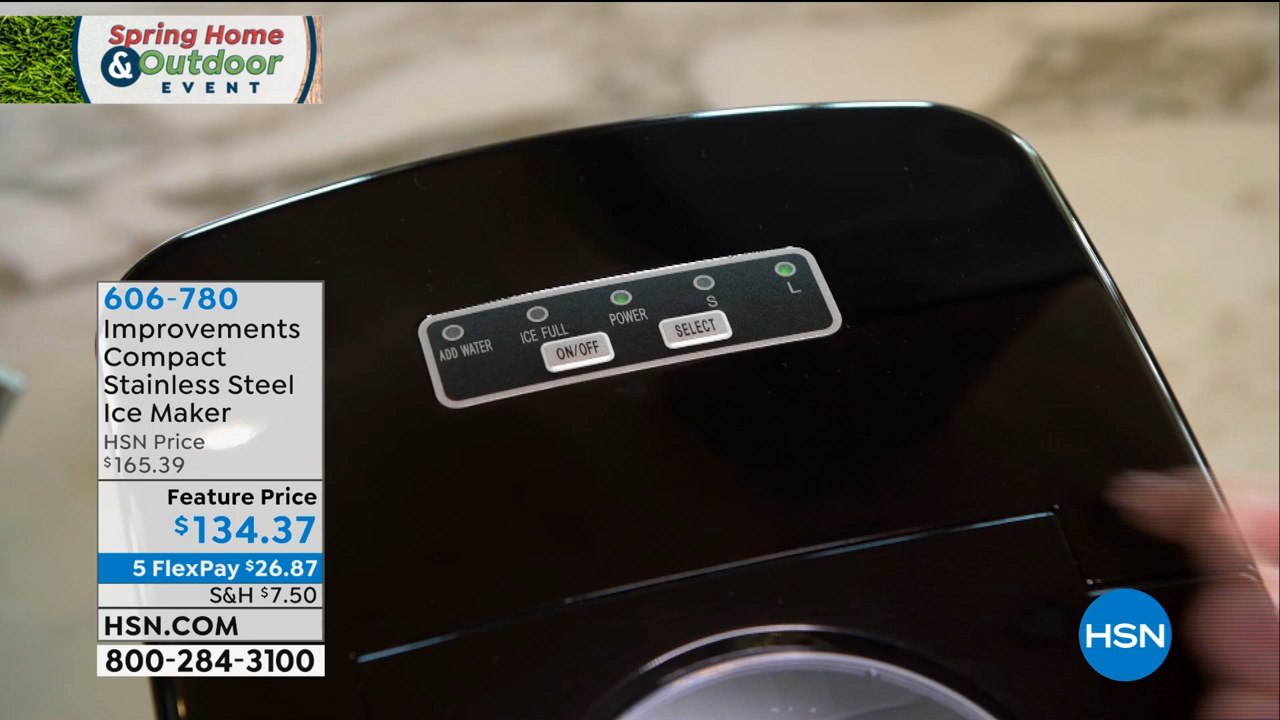 Spring Home
& Outdoor
EVENT
ADD WATER
ICE FULL
POWER
S
L
ON/OFF
SELECT
606-780
Improvements
Compact
Stainless Steel
Ice Maker
HSN Price
$165.39
Feature Price
$134.37
5 FlexPay $26.87
S&H $7.50
HSN.COM
800-284-3100
HSN